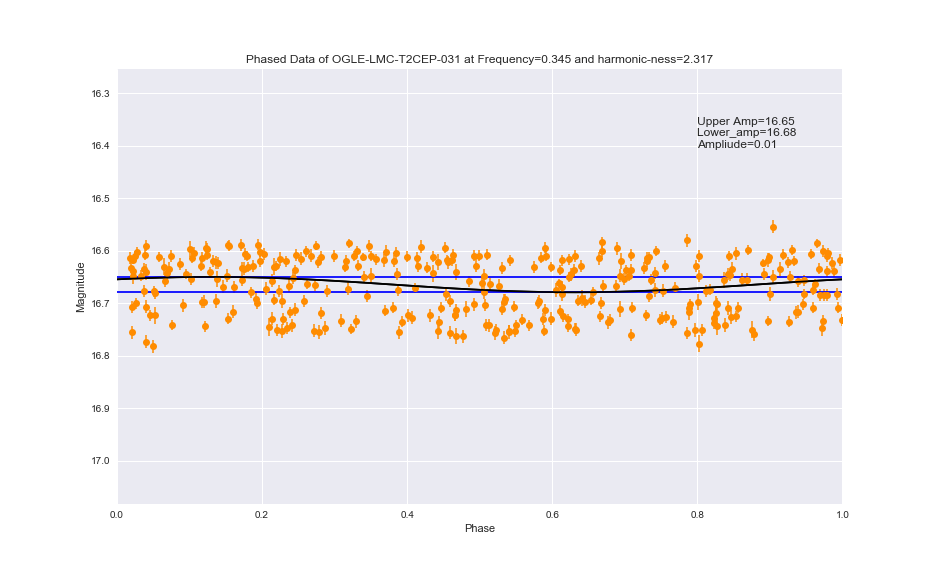 Phased Data of OGLE-LMC-T2CEP-031 at Frequency=0.345 and harmonic-ness=2.317
16.3
16.4
16.5
16.6
16.7
16.8
16.9
17.0
Magnitude
Upper Amp=16.65
Lower_amp=16.68
Ampliude=0.01
0.0 0.2 0.4 0.6 0.8 1.0
Phase